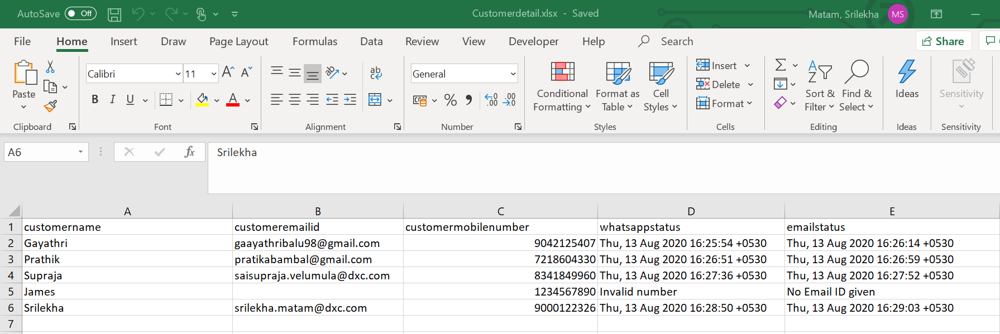 AutoSave Off Customerdetail.xlsx - Saved Matam, Srilekha MS
File Home Insert Draw Page Layout Formulas Data Review View Developer Help Search Share
Calibri 11 General
Paste
Conditional Formatting Format as Table Cell Styles
Insert
Delete
Format
Sort & Filter Find & Select Ideas Sensitivity
Clipboard Font Alignment Number Styles Cells Editing Ideas Sensitivity
A6 fx Srilekha
A B C D E
1 customername customeremailid customermobilenumber whatsappstatus emailstatus
2 Gayathri gaayathribalu98@gmail.com 9042125407 Thu, 13 Aug 2020 16:25:54 +0530 Thu, 13 Aug 2020 16:26:14 +0530
3 Prathik pratikabambal@gmail.com 7218604330 Thu, 13 Aug 2020 16:26:51 +0530 Thu, 13 Aug 2020 16:26:59 +0530
4 Supraja saisupraja.velumula@dxc.com 8341849960 Thu, 13 Aug 2020 16:27:36 +0530 Thu, 13 Aug 2020 16:27:52 +0530
5 James 1234567890 Invalid number No Email ID given
6 Srilekha srilekha.matam@dxc.com 9000122326 Thu, 13 Aug 2020 16:28:50 +0530 Thu, 13 Aug 2020 16:29:03 +0530
7